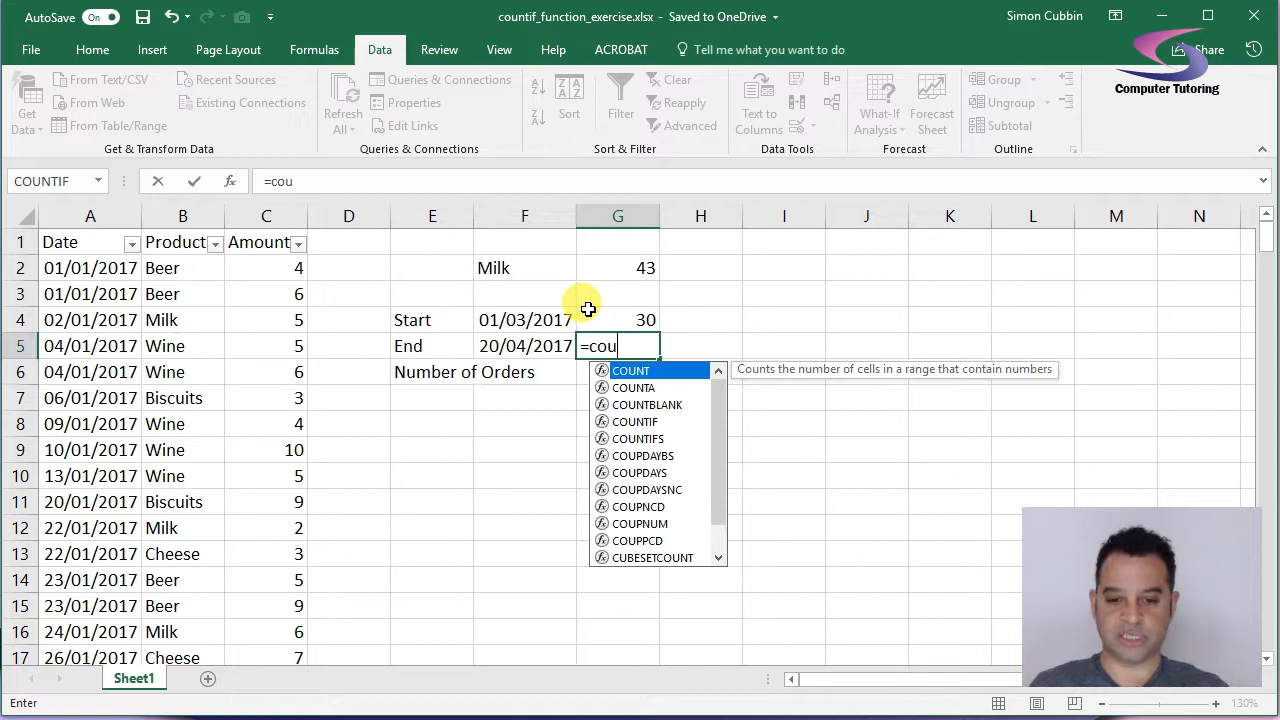 AutoSave On countif_function_exercise.xlsx - Saved to OneDrive Simon Cubbin
File Home Insert Page Layout Formulas Data Review View Help ACROBAT Tell me what you want to do Share
Computer Tutoring
From Text/CSV
From Web
From Table/Range
Recent Sources
Existing Connections
Get Data
Get & Transform Data
Refresh All
Queries & Connections
Properties
Edit Links
Queries & Connections
Sort
Filter
Clear
Reapply
Advanced
Sort & Filter
Text to Columns
Data Tools
What-If Analysis
Forecast Sheet
Forecast
Group
Ungroup
Subtotal
Outline
COUNTIF fx =cou
A B C D E F G H I J K L M N
1 Date Product Amount
2 01/01/2017 Beer 4 Milk 43
3 01/01/2017 Beer 6
4 02/01/2017 Milk 5 Start 01/03/2017 30
5 04/01/2017 Wine 5 End 20/04/2017 =cou
6 04/01/2017 Wine 6 Number of Orders
7 06/01/2017 Biscuits 3
8 09/01/2017 Wine 4
9 10/01/2017 Wine 10
10 13/01/2017 Wine 5
11 20/01/2017 Biscuits 9
12 22/01/2017 Milk 2
13 22/01/2017 Cheese 3
14 23/01/2017 Beer 5
15 23/01/2017 Beer 9
16 24/01/2017 Milk 6
17 26/01/2017 Cheese 7
COUNT Counts the number of cells in a range that contain numbers
COUNTA
COUNTBLANK
COUNTIF
COUNTIFS
COUPDAYBS
COUPDAYS
COUPDAYSNC
COUPNCD
COUPNUM
COUPPCD
CUBESETCOUNT
Sheet1
Enter 130%